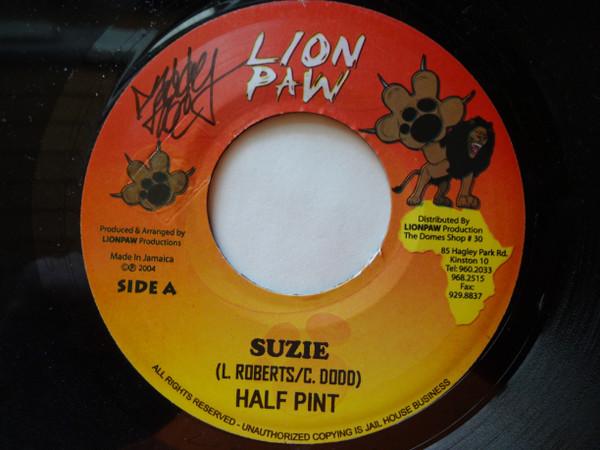 LION
PAW
Produced & Arranged by
LIONPAW Productions
Made In Jamaica
©℗ 2004
SIDE A
Distributed By
LIONPAW Production
The Domes Shop # 30
85 Hagley Park Rd.
Kinston 10
Tel: 960.2033
968.2515
Fax:
929.8837
SUZIE
(L. ROBERTS/C. DODD)
HALF PINT
ALL RIGHTS RESERVED - UNAUTHORIZED COPYING IS JAIL HOUSE BUSINESS